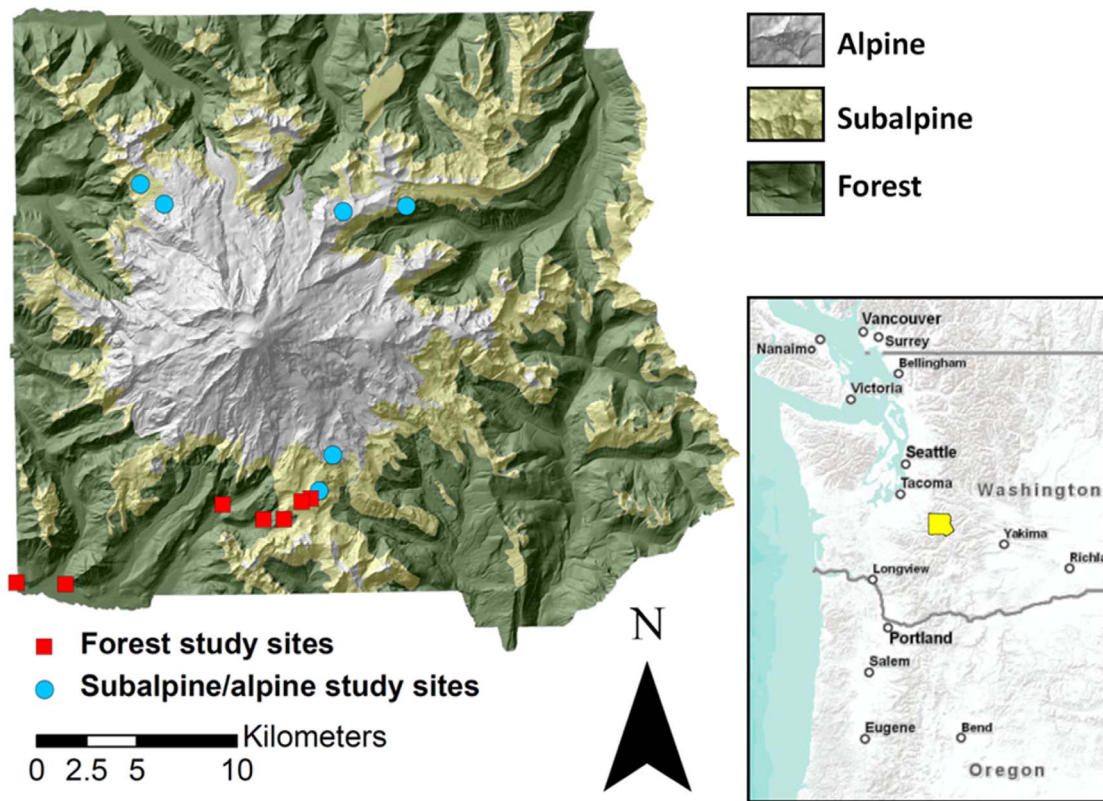 Alpine
Subalpine
Forest
Vancouver
Surrey
Nanaimo
Bellingham
Victoria
Seattle
Tacoma
Washington
Yakima
Longview
Richla
Portland
Salem
Eugene
Bend
Oregon
N
Forest study sites
Subalpine/alpine study sites
Kilometers
0 2.5 5 10